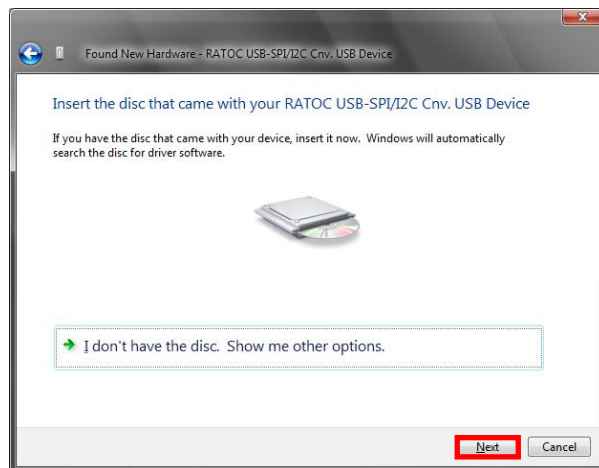 Found New Hardware - RATOC USB-SPI/I2C Cnv. USB Device
Insert the disc that came with your RATOC USB-SPI/I2C Cnv. USB Device
If you have the disc that came with your device, insert it now. Windows will automatically
search the disc for driver software.
I don't have the disc. Show me other options.
Next Cancel